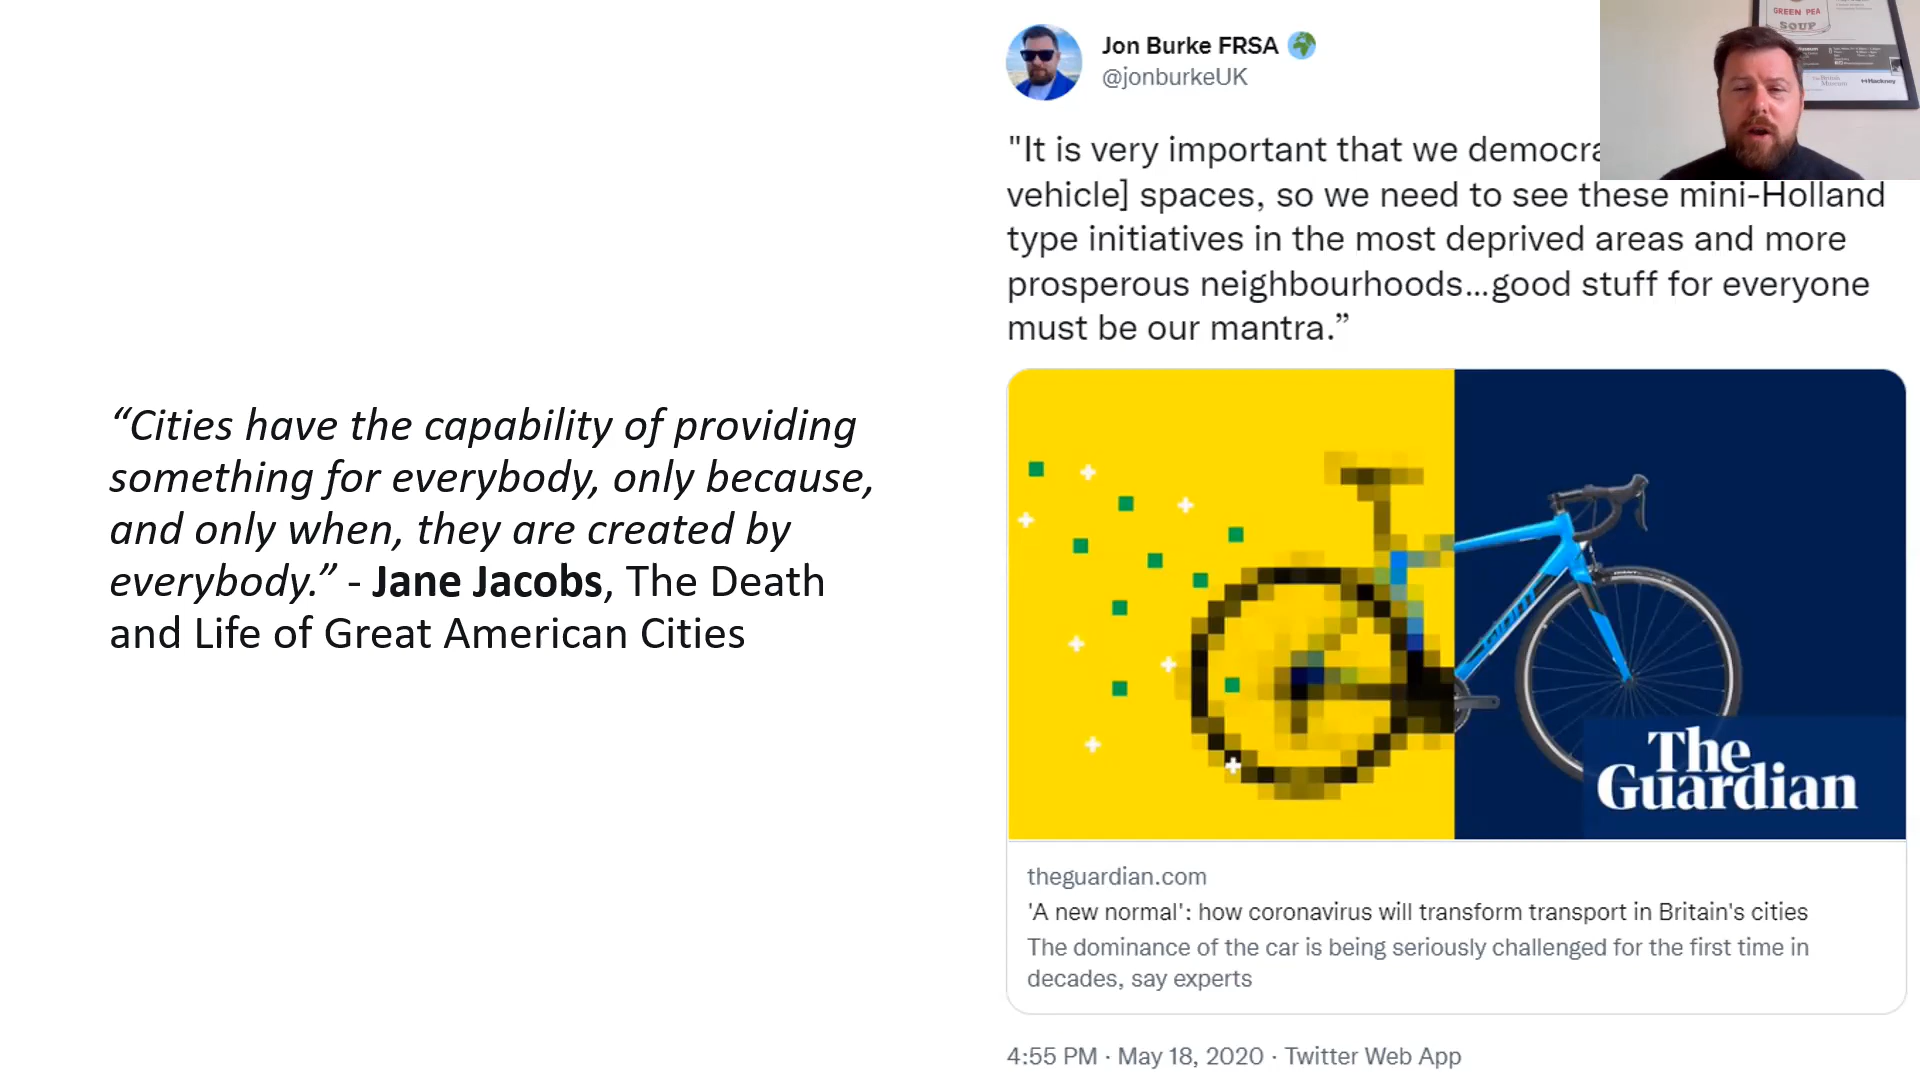 “Cities have the capability of providing
something for everybody, only because,
and only when, they are created by
everybody.” - Jane Jacobs, The Death
and Life of Great American Cities
Jon Burke FRSA
@jonburkeUK
"It is very important that we democra
vehicle] spaces, so we need to see these mini-Holland
type initiatives in the most deprived areas and more
prosperous neighbourhoods...good stuff for everyone
must be our mantra.”
GIANT
The
Guardian
theguardian.com
'A new normal': how coronavirus will transform transport in Britain's cities
The dominance of the car is being seriously challenged for the first time in
decades, say experts
4:55 PM · May 18, 2020 · Twitter Web App
GREEN PEA
SOUP
Hackney